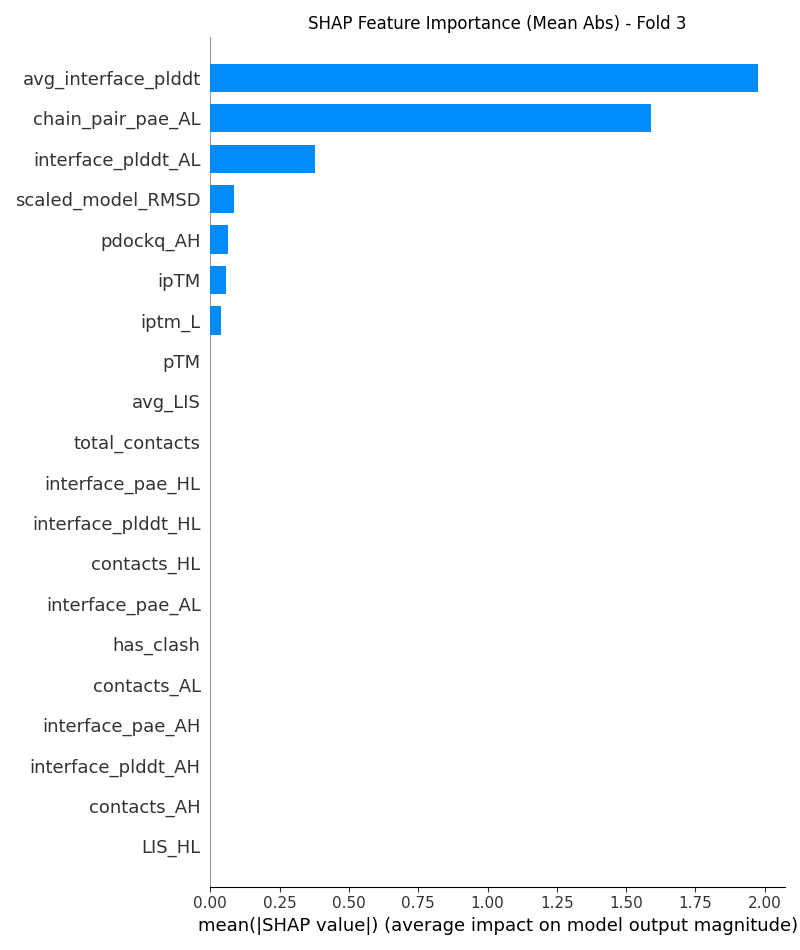 SHAP Feature Importance (Mean Abs) - Fold 3
avg_interface_plddt
chain_pair_pae_AL
interface_plddt_AL
scaled_model_RMSD
pdockq_AH
ipTM
iptm_L
pTM
avg_LIS
total_contacts
interface_pae_HL
interface_plddt_HL
contacts_HL
interface_pae_AL
has_clash
contacts_AL
interface_pae_AH
interface_plddt_AH
contacts_AH
LIS_HL
0.00 0.25 0.50 0.75 1.00 1.25 1.50 1.75 2.00
mean(|SHAP value|) (average impact on model output magnitude)